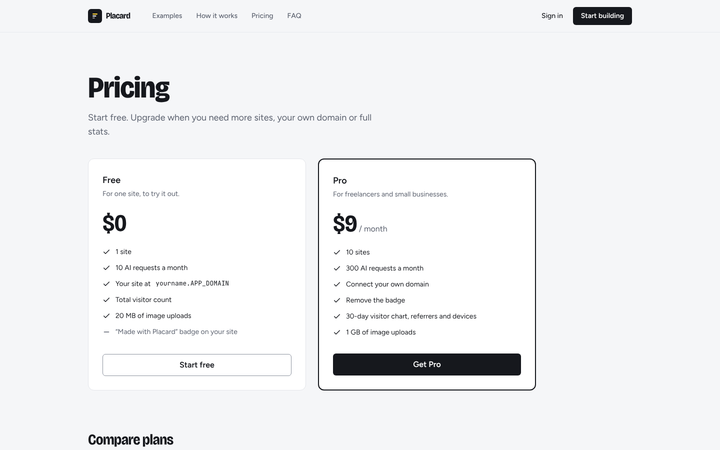 Placard
Examples
How it works
Pricing
FAQ
Sign in
Start building
Pricing
Start free. Upgrade when you need more sites, your own domain or full
stats.
Free
For one site, to try it out.
$0
1 site
10 AI requests a month
Your site at yourname.APP_DOMAIN
Total visitor count
20 MB of image uploads
“Made with Placard” badge on your site
Start free
Pro
For freelancers and small businesses.
$9 / month
10 sites
300 AI requests a month
Connect your own domain
Remove the badge
30-day visitor chart, referrers and devices
1 GB of image uploads
Get Pro
Compare plans